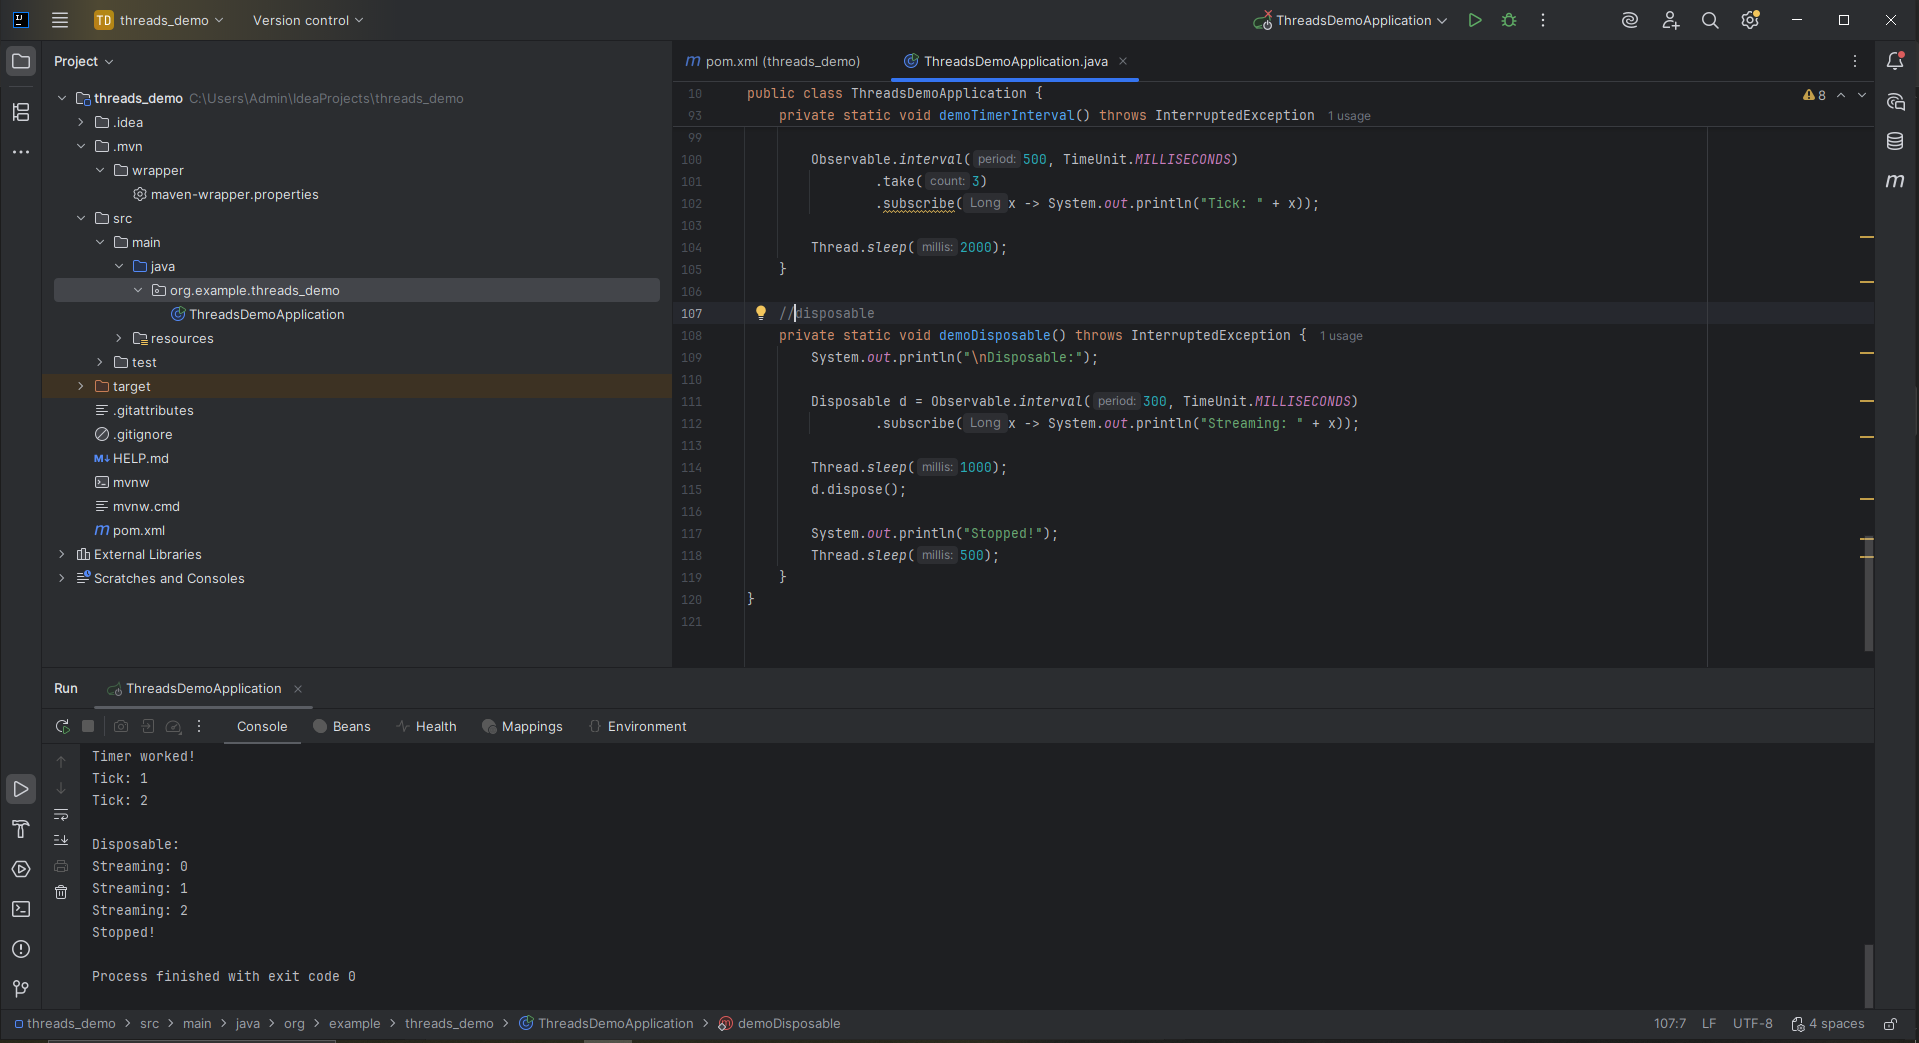 TD threads_demo Version control ThreadsDemoApplication
Project
threads_demo C:\Users\Admin\IdeaProjects\threads_demo
.idea
.mvn
wrapper
maven-wrapper.properties
src
main
java
org.example.threads_demo
ThreadsDemoApplication
resources
test
target
.gitattributes
.gitignore
M↓ HELP.md
mvnw
mvnw.cmd
m pom.xml
External Libraries
Scratches and Consoles
m pom.xml (threads_demo) ThreadsDemoApplication.java
10 public class ThreadsDemoApplication { 8
93 private static void demoTimerInterval() throws InterruptedException 1 usage
99
100 Observable.interval( period: 500, TimeUnit.MILLISECONDS)
101 .take( count: 3)
102 .subscribe( Long x -> System.out.println("Tick: " + x));
103
104 Thread.sleep( millis: 2000);
105 }
106
107 //disposable
108 private static void demoDisposable() throws InterruptedException { 1 usage
109 System.out.println("\nDisposable:");
110
111 Disposable d = Observable.interval( period: 300, TimeUnit.MILLISECONDS)
112 .subscribe( Long x -> System.out.println("Streaming: " + x));
113
114 Thread.sleep( millis: 1000);
115 d.dispose();
116
117 System.out.println("Stopped!");
118 Thread.sleep( millis: 500);
119 }
120 }
121
m
Run ThreadsDemoApplication
Console Beans Health Mappings Environment
Timer worked!
Tick: 1
Tick: 2
Disposable:
Streaming: 0
Streaming: 1
Streaming: 2
Stopped!
Process finished with exit code 0
threads_demo > src > main > java > org > example > threads_demo > ThreadsDemoApplication > demoDisposable 107:7 LF UTF-8 4 spaces